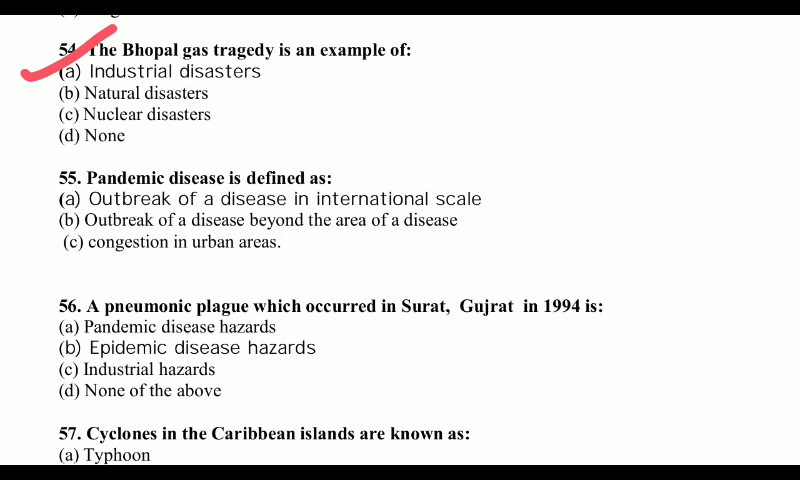 54. The Bhopal gas tragedy is an example of:
(a) Industrial disasters
(b) Natural disasters
(c) Nuclear disasters
(d) None
55. Pandemic disease is defined as:
(a) Outbreak of a disease in international scale
(b) Outbreak of a disease beyond the area of a disease
(c) congestion in urban areas.
56. A pneumonic plague which occurred in Surat, Gujrat in 1994 is:
(a) Pandemic disease hazards
(b) Epidemic disease hazards
(c) Industrial hazards
(d) None of the above
57. Cyclones in the Caribbean islands are known as:
(a) Typhoon